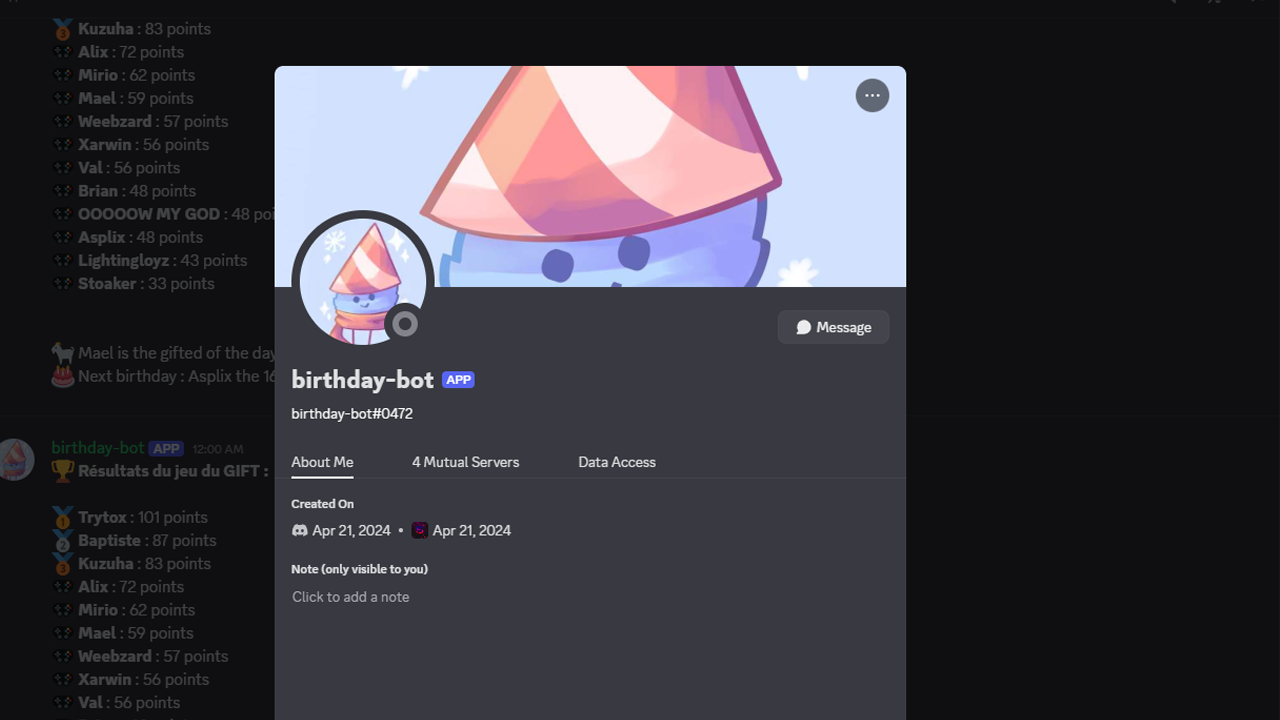 Kuzuha : 83 points
Alix : 72 points
Mirio : 62 points
Mael : 59 points
Weebzard : 57 points
Xarwin : 56 points
Val : 56 points
Brian : 48 points
OOOOOW MY GOD : 48 poi
Asplix : 48 points
Lightingloyz : 43 points
Stoaker : 33 points
Mael is the gifted of the day
Next birthday : Asplix the 16
birthday-bot APP 12:00 AM
Résultats du jeu du GIFT :
Trytox : 101 points
Baptiste : 87 points
Kuzuha : 83 points
Alix : 72 points
Mirio : 62 points
Mael : 59 points
Weebzard : 57 points
Xarwin : 56 points
Val : 56 points
Message
birthday-bot APP
birthday-bot#0472
About Me 4 Mutual Servers Data Access
Created On
Apr 21, 2024 • Apr 21, 2024
Note (only visible to you)
Click to add a note